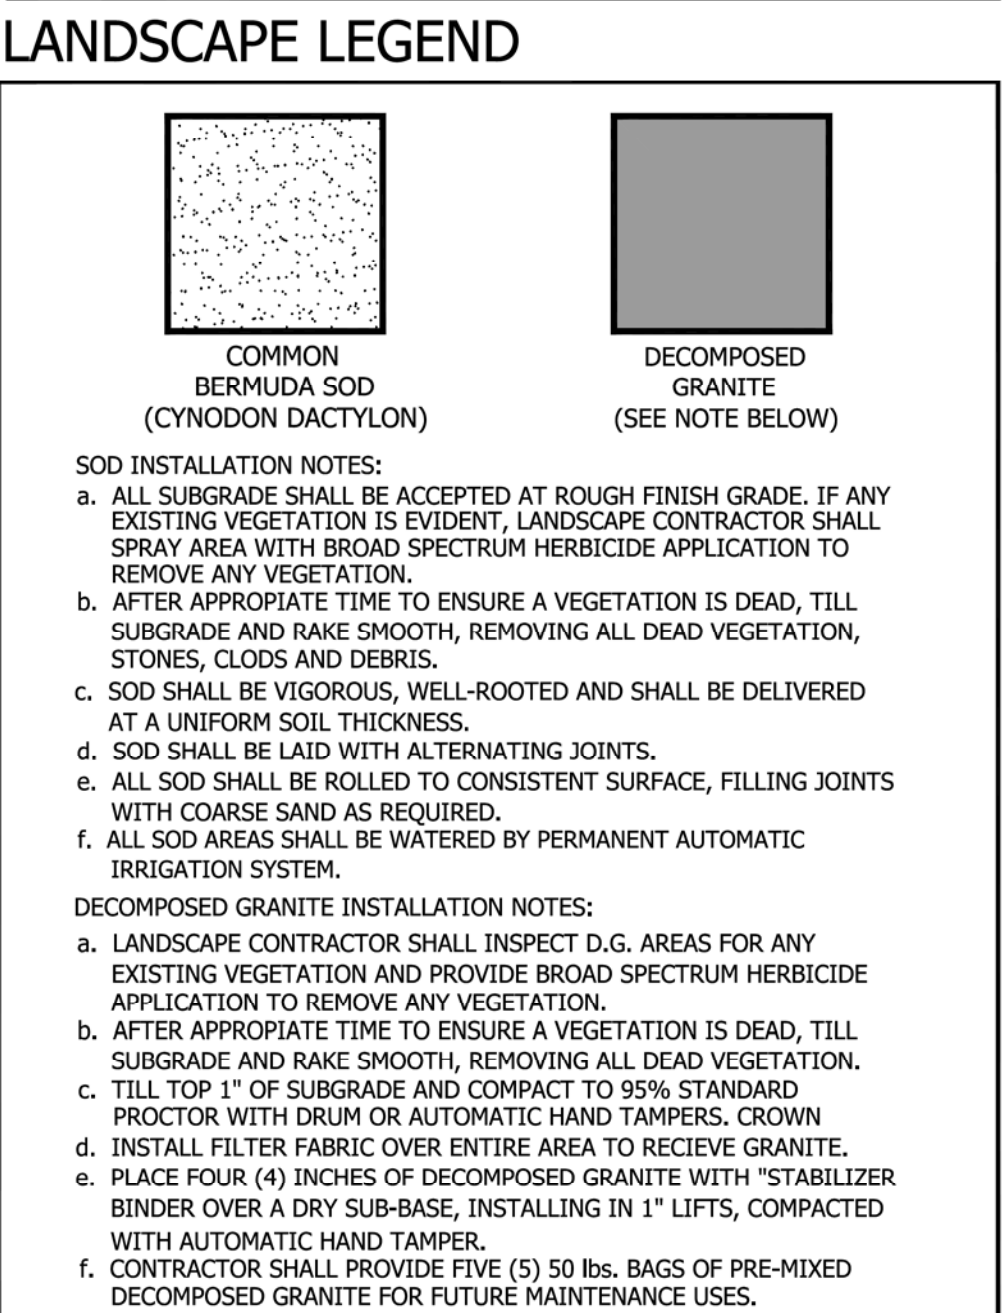 LANDSCAPE LEGEND
COMMON
BERMUDA SOD
(CYNODON DACTYLON)
DECOMPOSED
GRANITE
(SEE NOTE BELOW)
SOD INSTALLATION NOTES:
a. ALL SUBGRADE SHALL BE ACCEPTED AT ROUGH FINISH GRADE. IF ANY
EXISTING VEGETATION IS EVIDENT, LANDSCAPE CONTRACTOR SHALL
SPRAY AREA WITH BROAD SPECTRUM HERBICIDE APPLICATION TO
REMOVE ANY VEGETATION.
b. AFTER APPROPIATE TIME TO ENSURE A VEGETATION IS DEAD, TILL
SUBGRADE AND RAKE SMOOTH, REMOVING ALL DEAD VEGETATION,
STONES, CLODS AND DEBRIS.
c. SOD SHALL BE VIGOROUS, WELL-ROOTED AND SHALL BE DELIVERED
AT A UNIFORM SOIL THICKNESS.
d. SOD SHALL BE LAID WITH ALTERNATING JOINTS.
e. ALL SOD SHALL BE ROLLED TO CONSISTENT SURFACE, FILLING JOINTS
WITH COARSE SAND AS REQUIRED.
f. ALL SOD AREAS SHALL BE WATERED BY PERMANENT AUTOMATIC
IRRIGATION SYSTEM.
DECOMPOSED GRANITE INSTALLATION NOTES:
a. LANDSCAPE CONTRACTOR SHALL INSPECT D.G. AREAS FOR ANY
EXISTING VEGETATION AND PROVIDE BROAD SPECTRUM HERBICIDE
APPLICATION TO REMOVE ANY VEGETATION.
b. AFTER APPROPIATE TIME TO ENSURE A VEGETATION IS DEAD, TILL
SUBGRADE AND RAKE SMOOTH, REMOVING ALL DEAD VEGETATION.
c. TILL TOP 1" OF SUBGRADE AND COMPACT TO 95% STANDARD
PROCTOR WITH DRUM OR AUTOMATIC HAND TAMPERS. CROWN
d. INSTALL FILTER FABRIC OVER ENTIRE AREA TO RECIEVE GRANITE.
e. PLACE FOUR (4) INCHES OF DECOMPOSED GRANITE WITH "STABILIZER
BINDER OVER A DRY SUB-BASE, INSTALLING IN 1" LIFTS, COMPACTED
WITH AUTOMATIC HAND TAMPER.
f. CONTRACTOR SHALL PROVIDE FIVE (5) 50 lbs. BAGS OF PRE-MIXED
DECOMPOSED GRANITE FOR FUTURE MAINTENANCE USES.